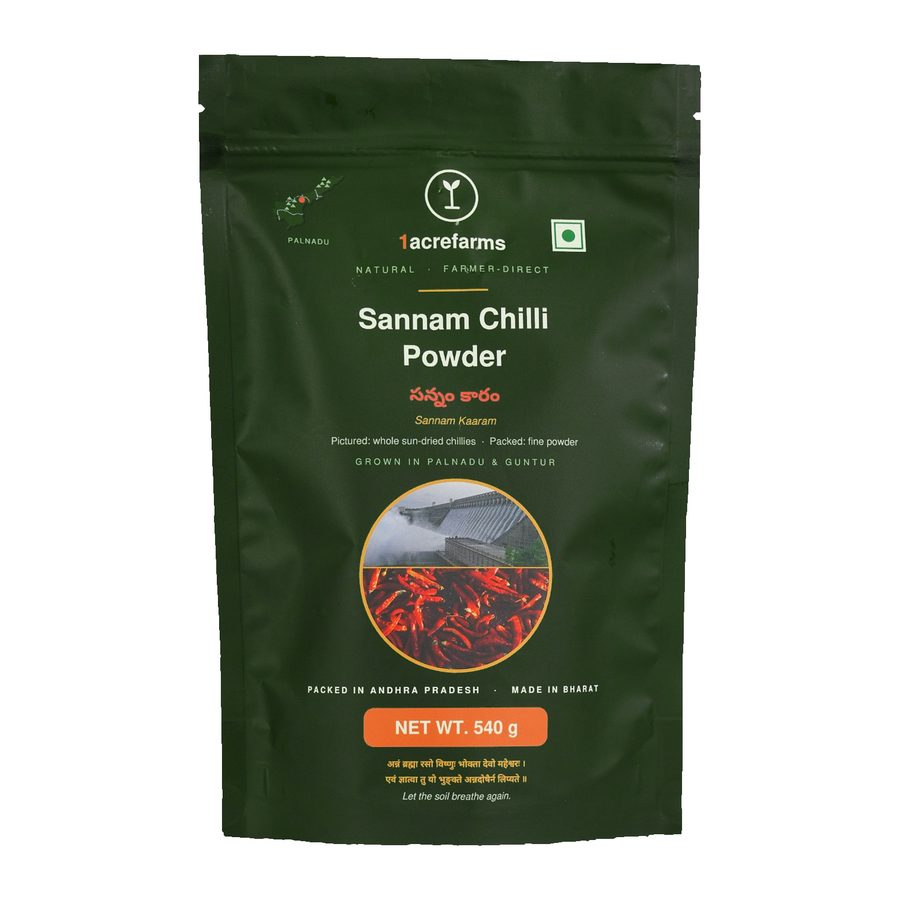 PALNADU
1acrefarms
NATURAL · FARMER-DIRECT
Sannam Chilli
Powder
సన్నం కారం
Sannam Kaaram
Pictured: whole sun-dried chillies · Packed: fine powder
GROWN IN PALNADU & GUNTUR
PACKED IN ANDHRA PRADESH · MADE IN BHARAT
NET WT. 540 g
अन्नं ब्रह्मा रसो विष्णुः भोक्ता देवो महेश्वरः ।
एवं ज्ञात्वा तु यो भुङ्क्ते अन्नदोषैर्न लिप्यते ॥
Let the soil breathe again.